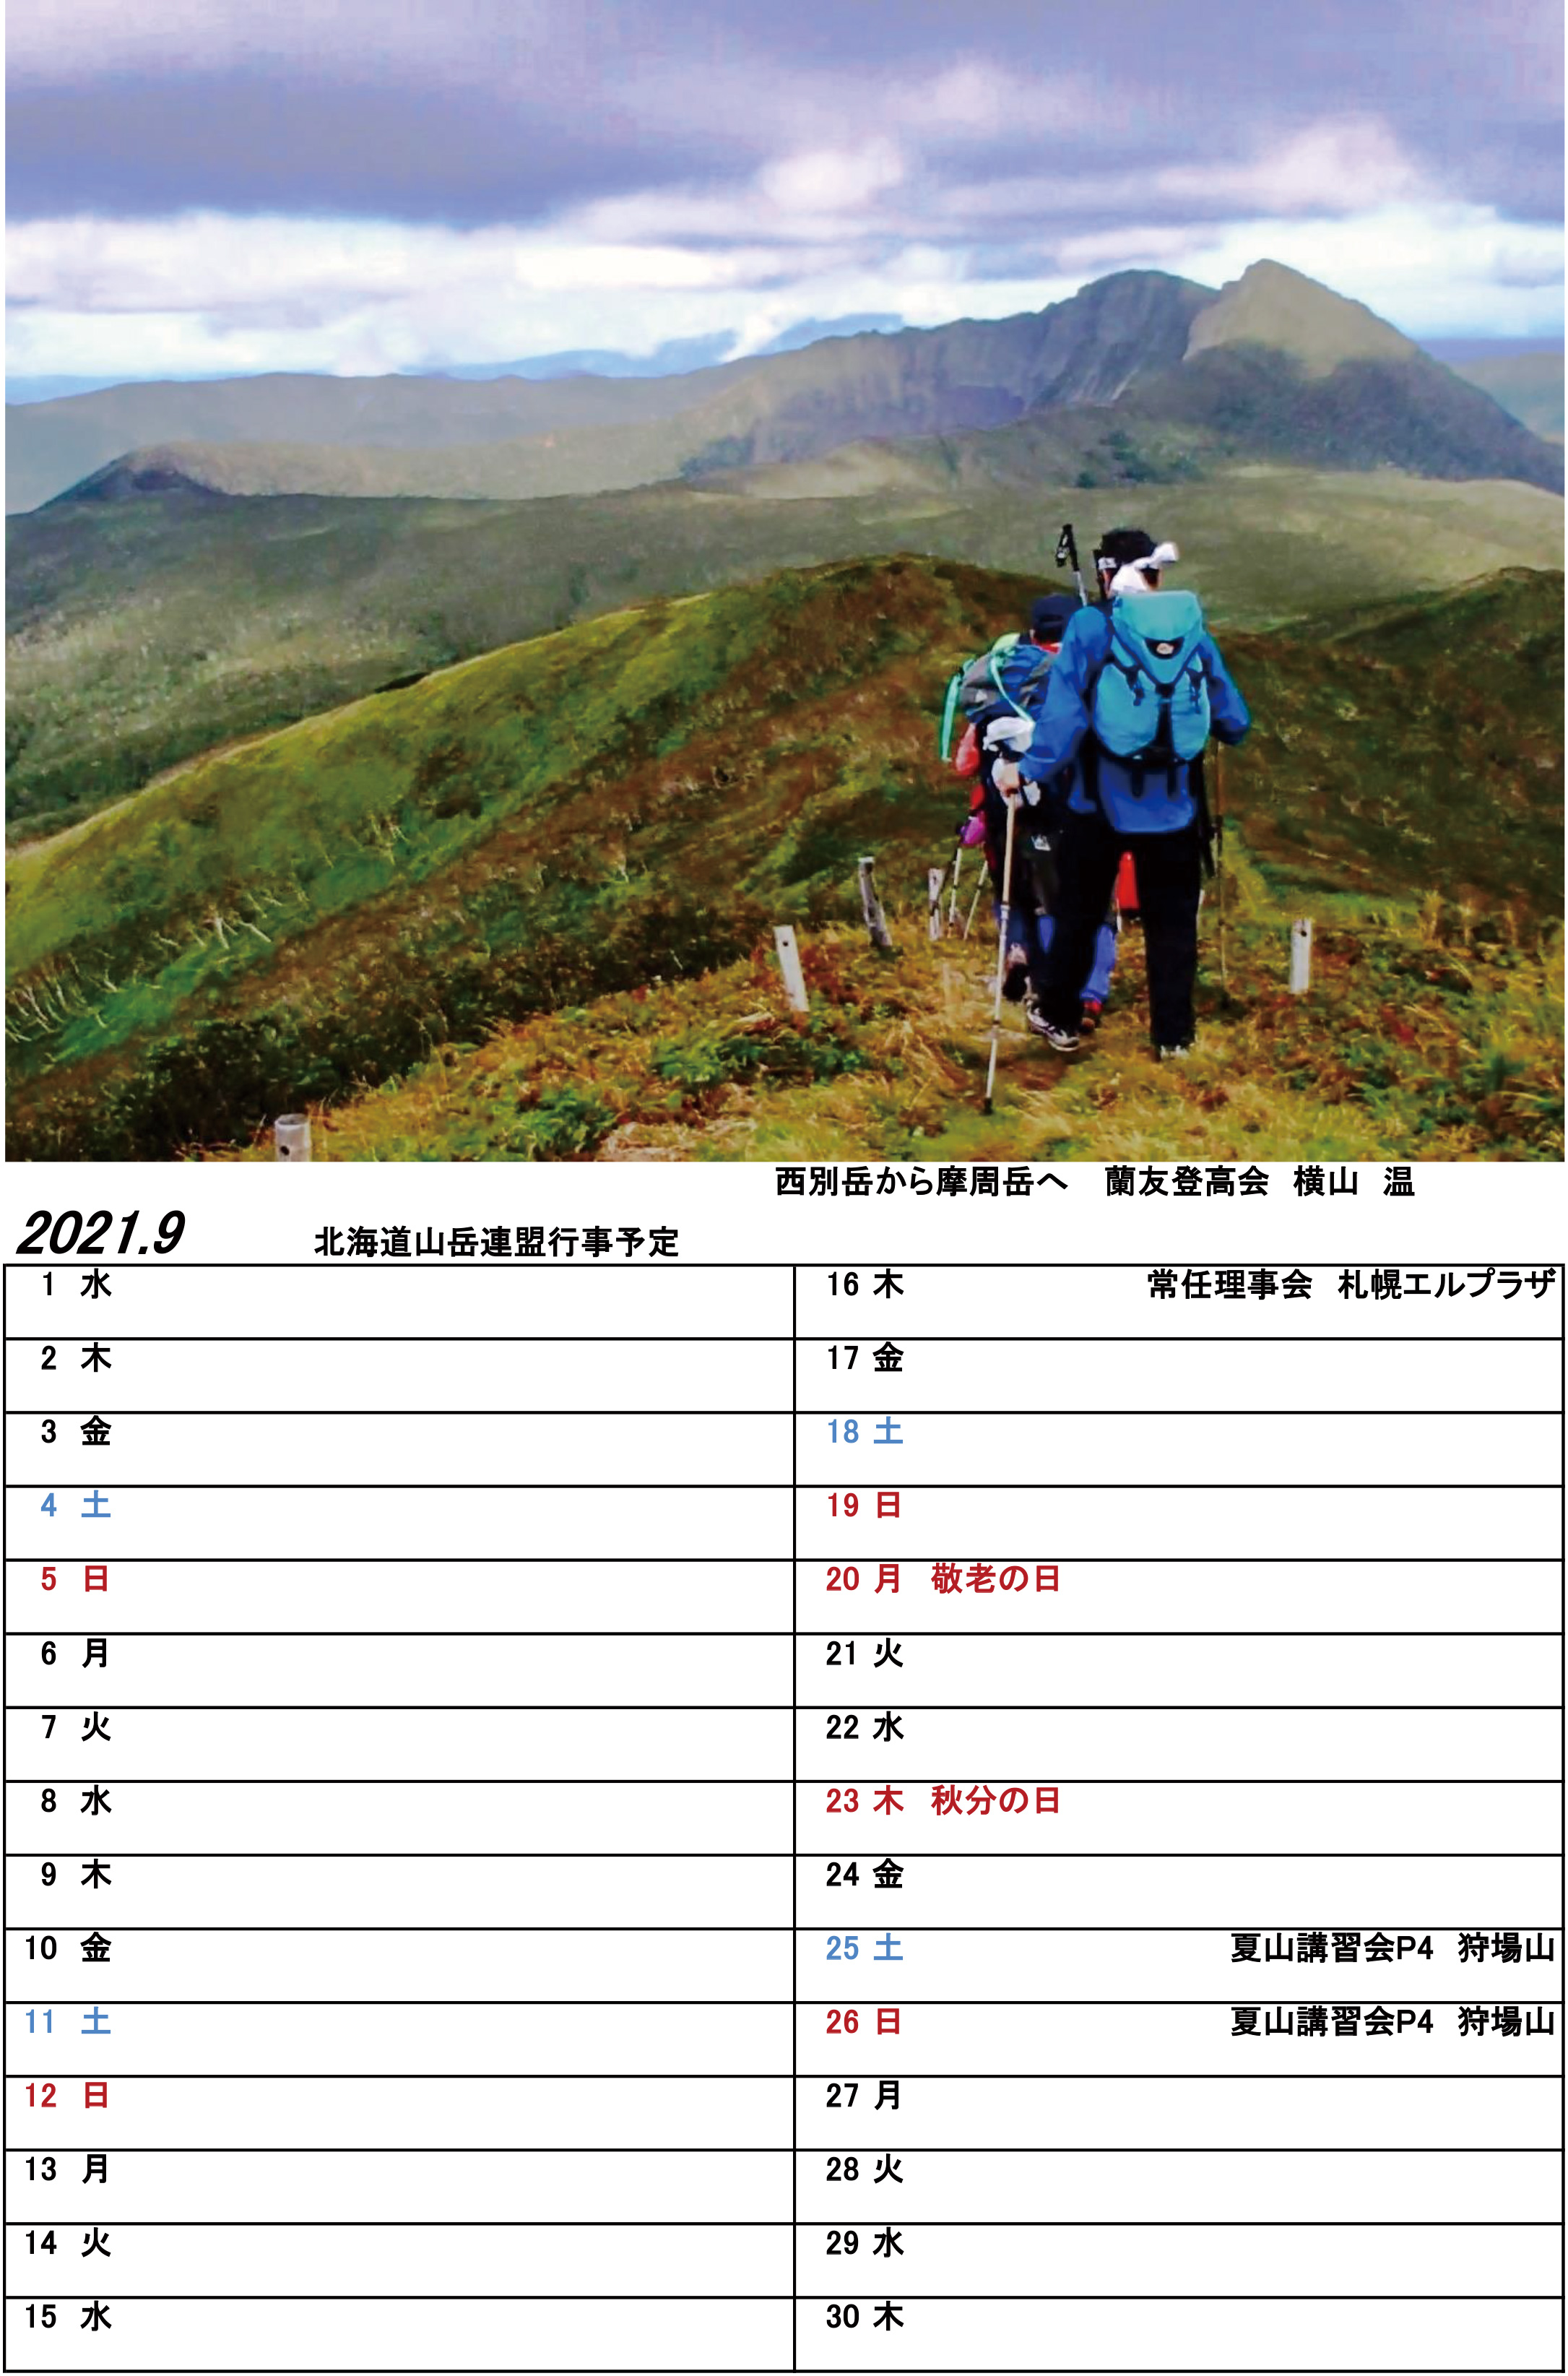 西別岳から摩周岳へ　蘭友登高会　横山　温
2021.9　北海道山岳連盟行事予定
1 水
2 木
3 金
4 土
5 日
6 月
7 火
8 水
9 木
10 金
11 土
12 日
13 月
14 火
15 水
16 木　常任理事会　札幌エルプラザ
17 金
18 土
19 日
20 月　敬老の日
21 火
22 水
23 木　秋分の日
24 金
25 土　夏山講習会P4　狩場山
26 日　夏山講習会P4　狩場山
27 月
28 火
29 水
30 木